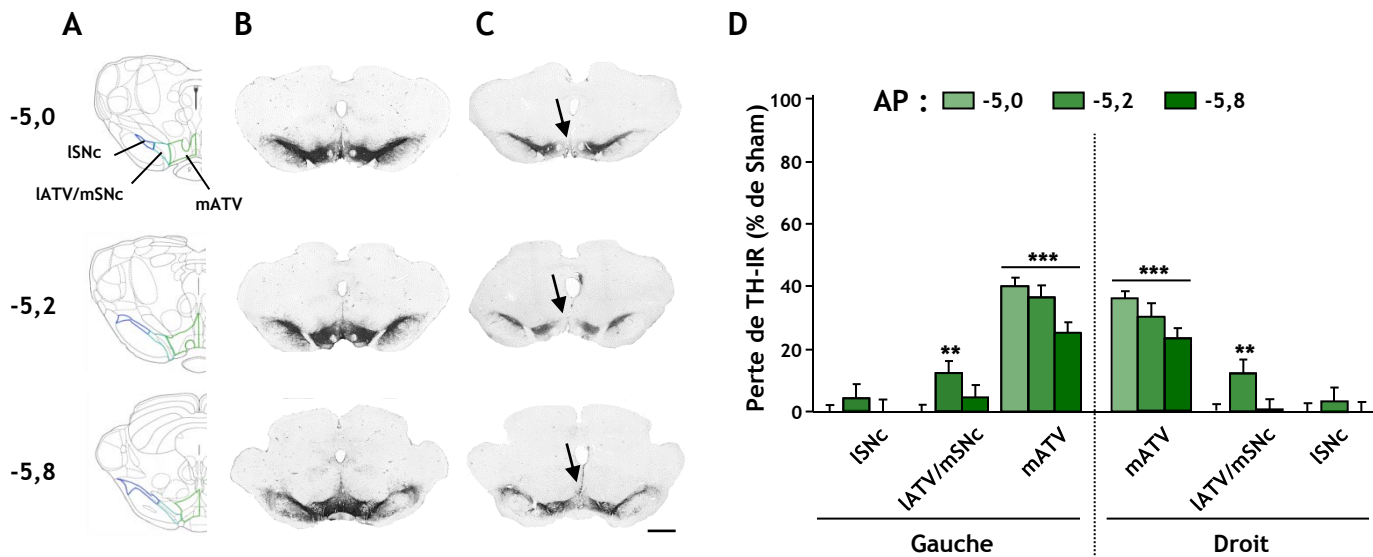 A
B
C
D
-5,0
-5,2
-5,8
lSNc
lATV/mSNc
mATV
AP :
-5,0
-5,2
-5,8
Perte de TH-IR (% de Sham)
100
80
60
40
20
0
**
***
***
**
lSNc
lATV/mSNc
mATV
mATV
lATV/mSNc
lSNc
Gauche
Droit